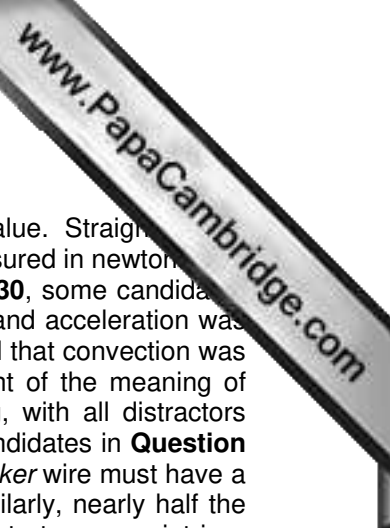 www.PapaCambridge.com
alue. Straigh
sured in newton
30, some candida
and acceleration was
d that convection was
nt of the meaning of
, with all distractors
ndidates in Question
ker wire must have a
ilarly, nearly half the